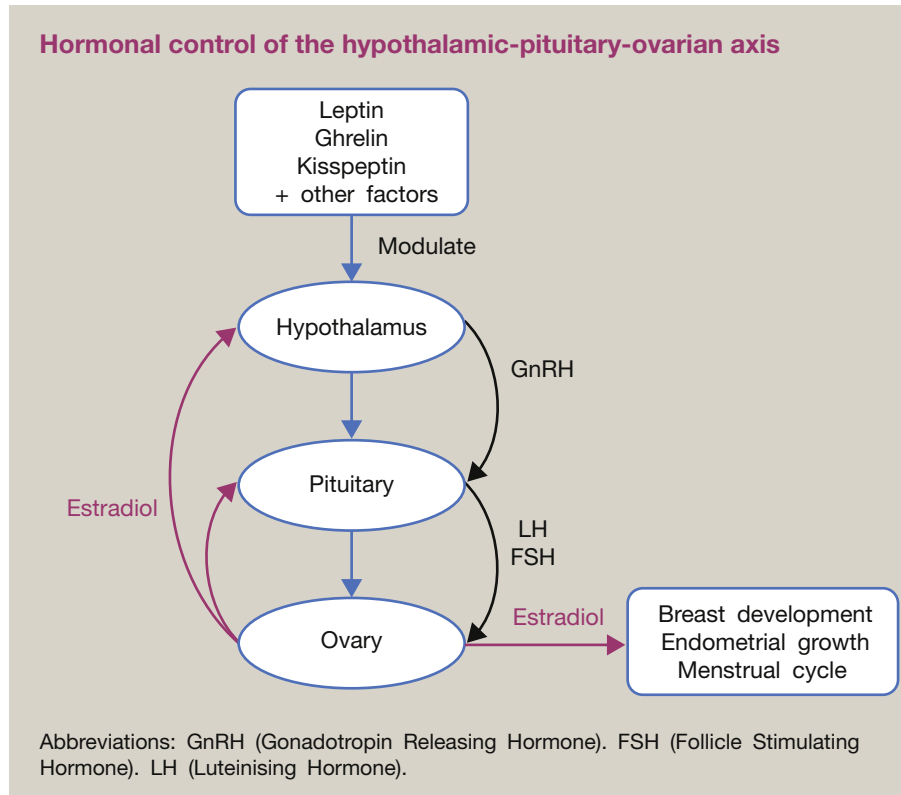 Hormonal control of the hypothalamic-pituitary-ovarian axis
Leptin
Ghrelin
Kisspeptin
+ other factors
Modulate
Hypothalamus
GnRH
Pituitary
Estradiol
LH
FSH
Estradiol
Ovary
Breast development
Endometrial growth
Menstrual cycle
Abbreviations: GnRH (Gonadotropin Releasing Hormone). FSH (Follicle Stimulating
Hormone). LH (Luteinising Hormone).